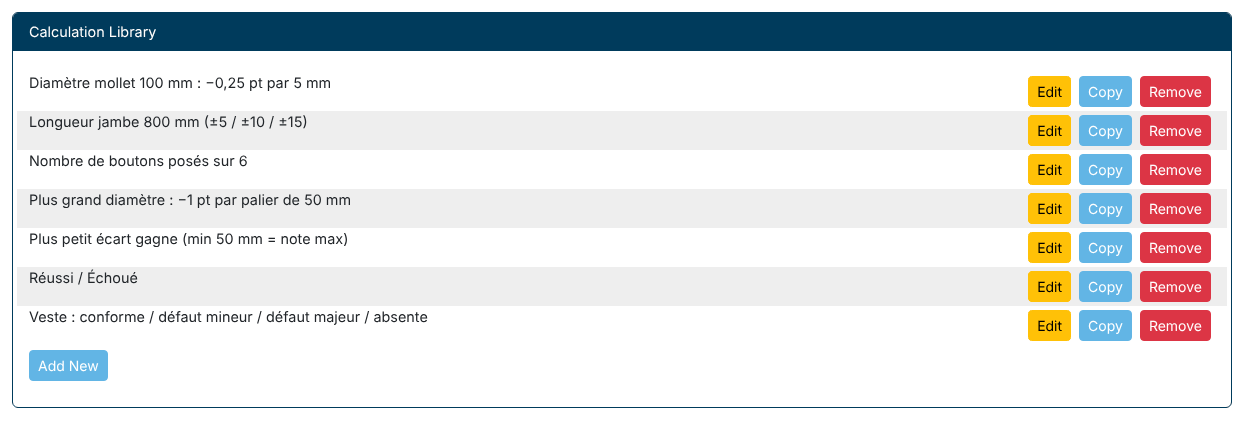 Calculation Library
Diamètre mollet 100 mm : −0,25 pt par 5 mm Edit Copy Remove
Longueur jambe 800 mm (±5 / ±10 / ±15) Edit Copy Remove
Nombre de boutons posés sur 6 Edit Copy Remove
Plus grand diamètre : −1 pt par palier de 50 mm Edit Copy Remove
Plus petit écart gagne (min 50 mm = note max) Edit Copy Remove
Réussi / Échoué Edit Copy Remove
Veste : conforme / défaut mineur / défaut majeur / absente Edit Copy Remove
Add New